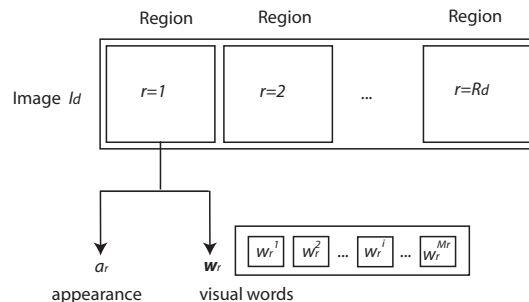 Region Region Region
Image Id r=1 r=2 ... r=Rd
ar wr wr1 wr2 ... wri ... wrMr
appearance visual words